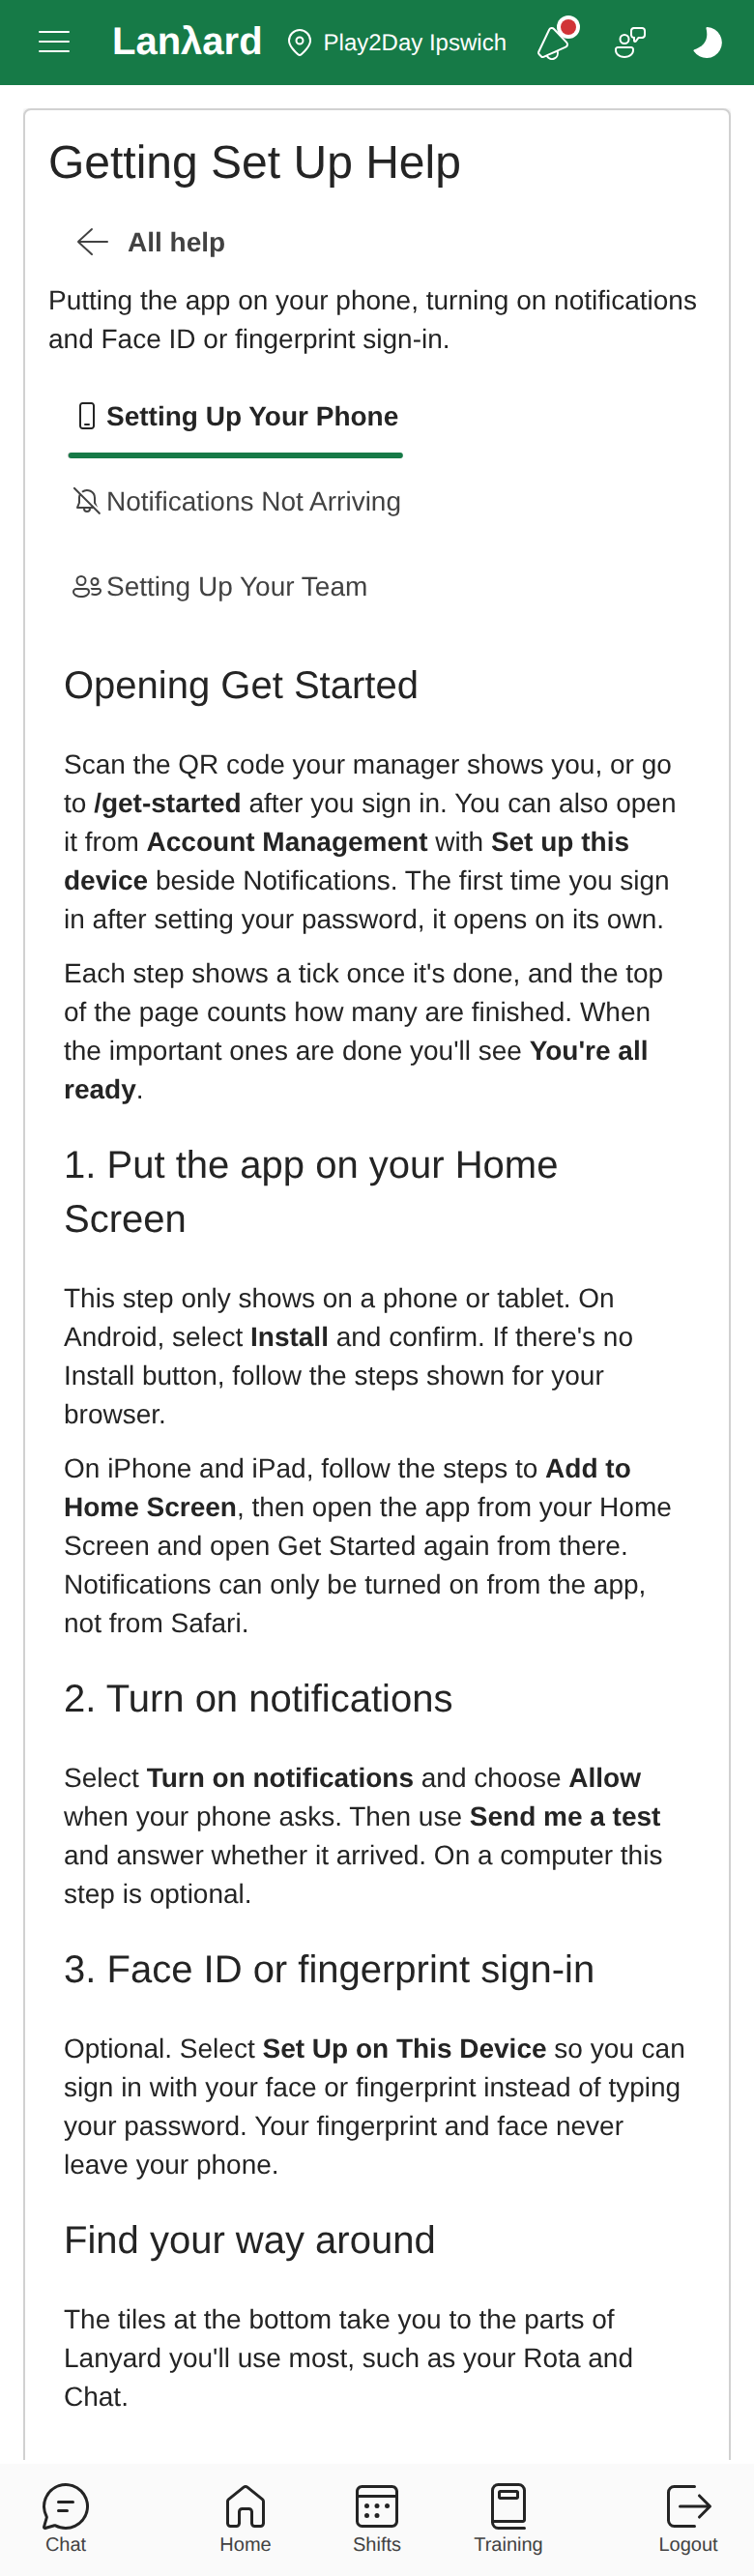 Lanλard
Play2Day Ipswich
Getting Set Up Help
All help
Putting the app on your phone, turning on notifications
and Face ID or fingerprint sign-in.
Setting Up Your Phone
Notifications Not Arriving
Setting Up Your Team
Opening Get Started
Scan the QR code your manager shows you, or go
to /get-started after you sign in. You can also open
it from Account Management with Set up this
device beside Notifications. The first time you sign
in after setting your password, it opens on its own.
Each step shows a tick once it's done, and the top
of the page counts how many are finished. When
the important ones are done you'll see You're all
ready.
1. Put the app on your Home
Screen
This step only shows on a phone or tablet. On
Android, select Install and confirm. If there's no
Install button, follow the steps shown for your
browser.
On iPhone and iPad, follow the steps to Add to
Home Screen, then open the app from your Home
Screen and open Get Started again from there.
Notifications can only be turned on from the app,
not from Safari.
2. Turn on notifications
Select Turn on notifications and choose Allow
when your phone asks. Then use Send me a test
and answer whether it arrived. On a computer this
step is optional.
3. Face ID or fingerprint sign-in
Optional. Select Set Up on This Device so you can
sign in with your face or fingerprint instead of typing
your password. Your fingerprint and face never
leave your phone.
Find your way around
The tiles at the bottom take you to the parts of
Lanyard you'll use most, such as your Rota and
Chat.
Chat
Home
Shifts
Training
Logout